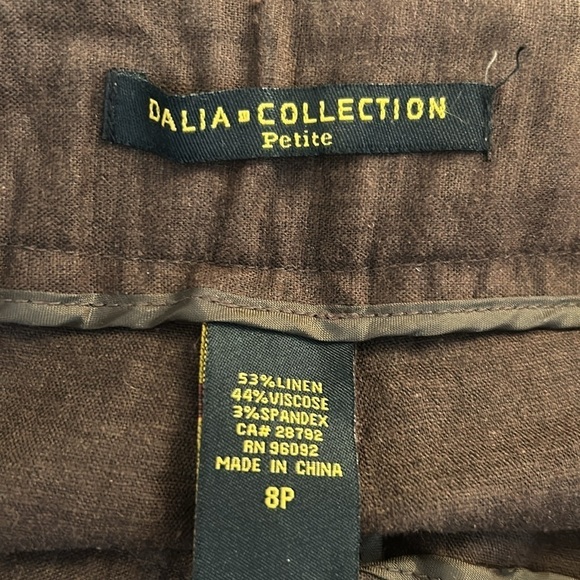 DALIA COLLECTION
Petite
53%LINEN
44%VISCOSE
3%SPANDEX
CA# 28792
RN 96092
MADE IN CHINA
8P